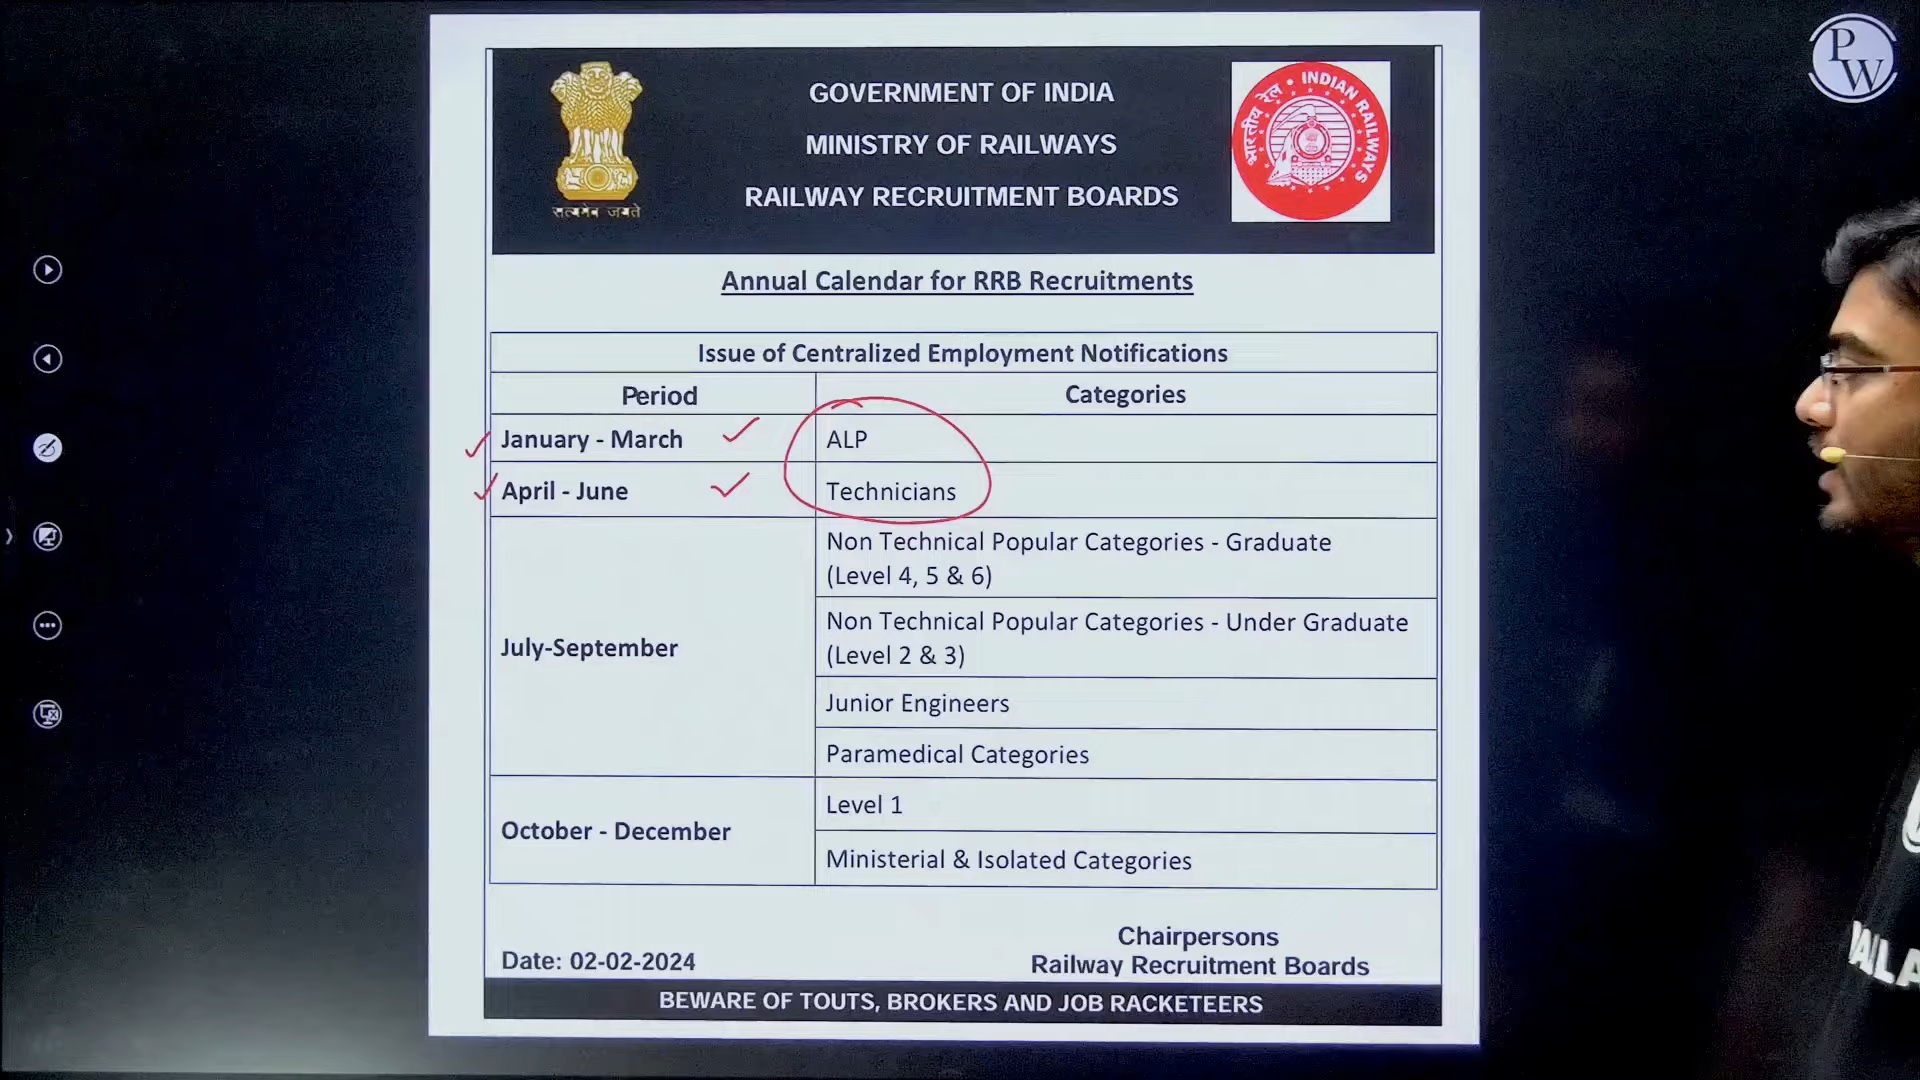 PW
GOVERNMENT OF INDIA
MINISTRY OF RAILWAYS
RAILWAY RECRUITMENT BOARDS
सत्यमेव जयते
भारतीय रेल • INDIAN RAILWAYS
Annual Calendar for RRB Recruitments
Issue of Centralized Employment Notifications
Period Categories
January - March ALP
April - June Technicians
July-September
Non Technical Popular Categories - Graduate
(Level 4, 5 & 6)
Non Technical Popular Categories - Under Graduate
(Level 2 & 3)
Junior Engineers
Paramedical Categories
October - December
Level 1
Ministerial & Isolated Categories
Chairpersons
Date: 02-02-2024 Railway Recruitment Boards
BEWARE OF TOUTS, BROKERS AND JOB RACKETEERS